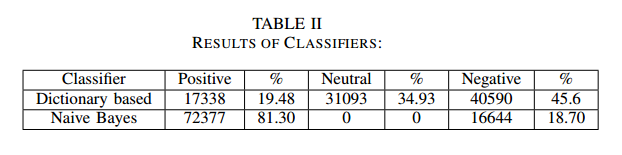 TABLE II
RESULTS OF CLASSIFIERS:
Classifier Positive % Neutral % Negative %
Dictionary based 17338 19.48 31093 34.93 40590 45.6
Naive Bayes 72377 81.30 0 0 16644 18.70